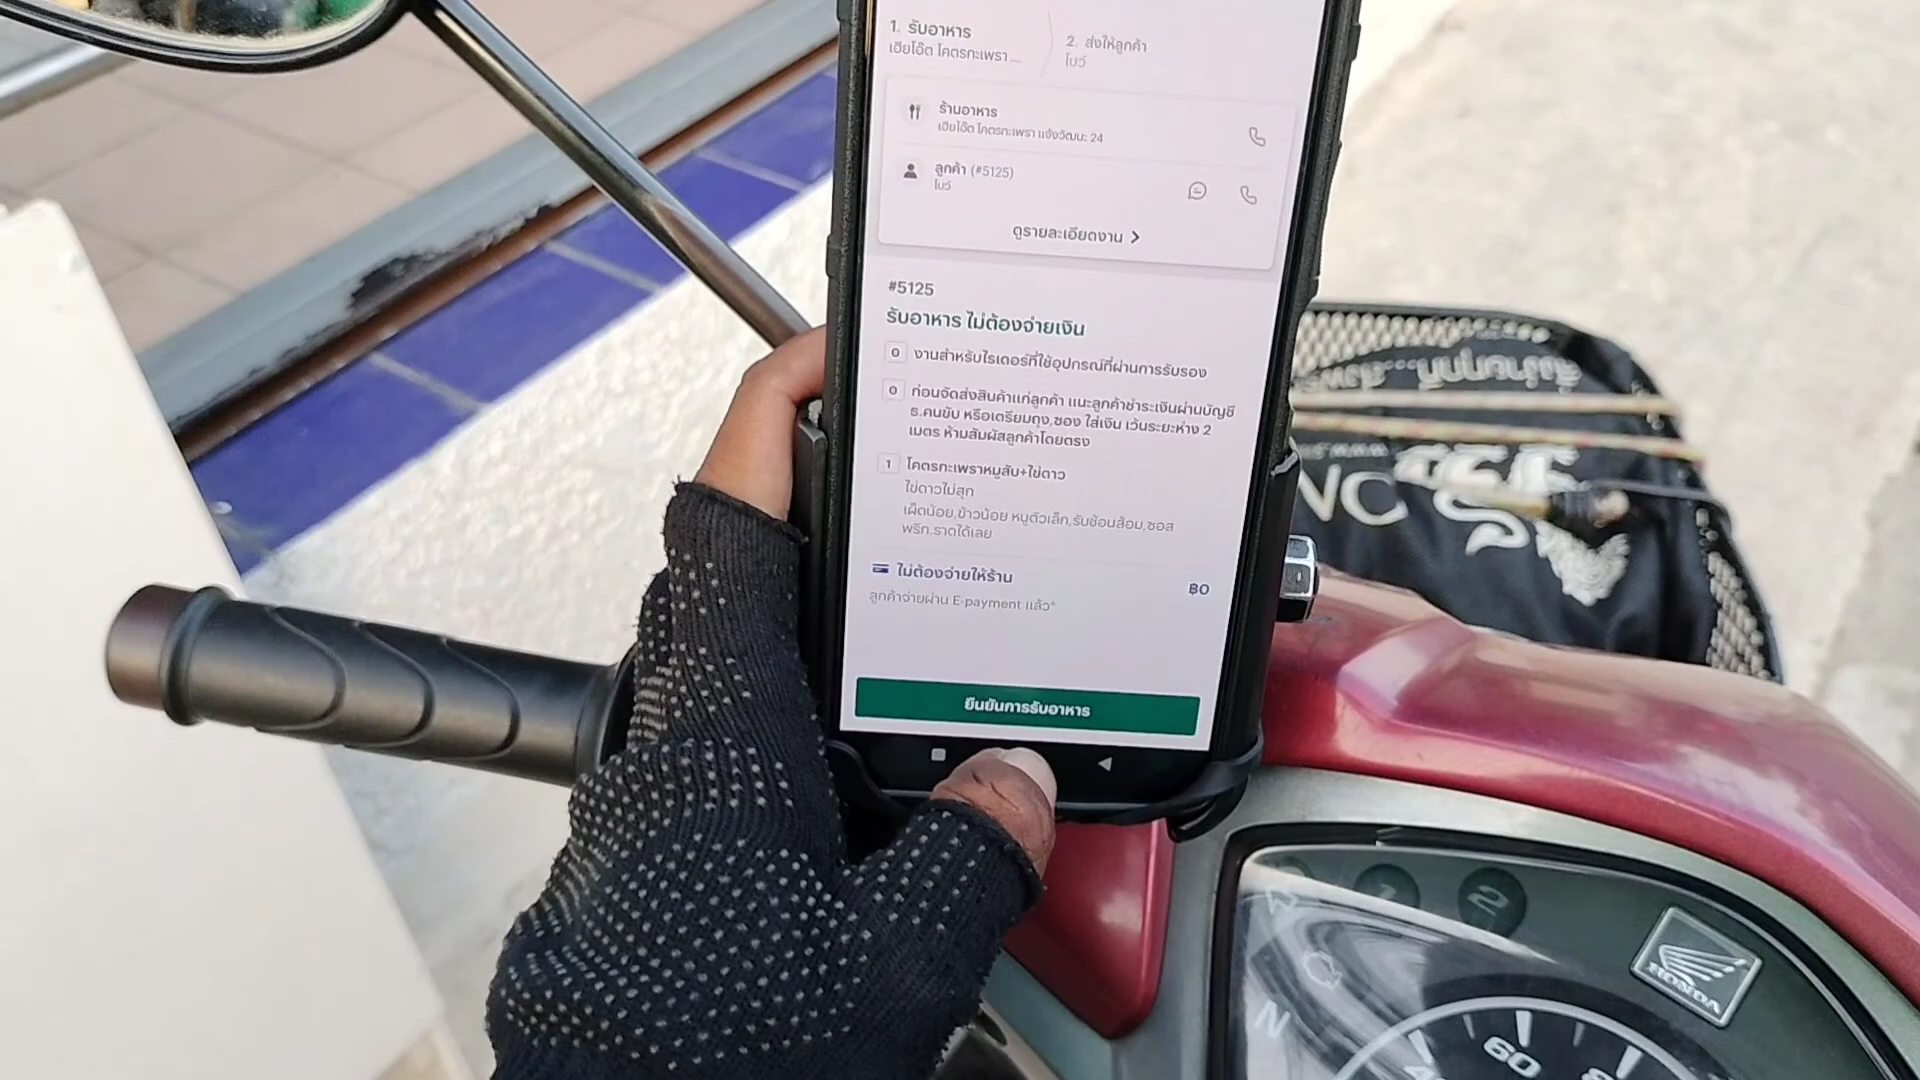 1. รับอาหาร
เฮียโอ๊ต โคตรกะเพรา ...
2. ส่งให้ลูกค้า
โบว์
ร้านอาหาร
เฮียโอ๊ต โคตรกะเพรา แจ้งวัฒนะ 24
ลูกค้า (#5125)
โบว์
ดูรายละเอียดงาน
#5125
รับอาหาร ไม่ต้องจ่ายเงิน
0 งานสำหรับไรเดอร์ที่ใช้อุปกรณ์ที่ผ่านการรับรอง
0 ก่อนจัดส่งสินค้าแก่ลูกค้า แนะลูกค้าชำระเงินผ่านบัญชี
ธ.คนขับ หรือเตรียมถุง,ซอง ใส่เงิน เว้นระยะห่าง 2
เมตร ห้ามสัมผัสลูกค้าโดยตรง
1 โคตรกะเพราหมูสับ+ไข่ดาว
ไข่ดาวไม่สุก
เผ็ดน้อย,ข้าวน้อย หมูตัวเล็ก,รับช้อนส้อม,ซอส
พริก,ราดได้เลย
ไม่ต้องจ่ายให้ร้าน ฿0
ลูกค้าจ่ายผ่าน E-payment แล้ว*
ยืนยันการรับอาหาร
NC
1 2
HONDA
N
60